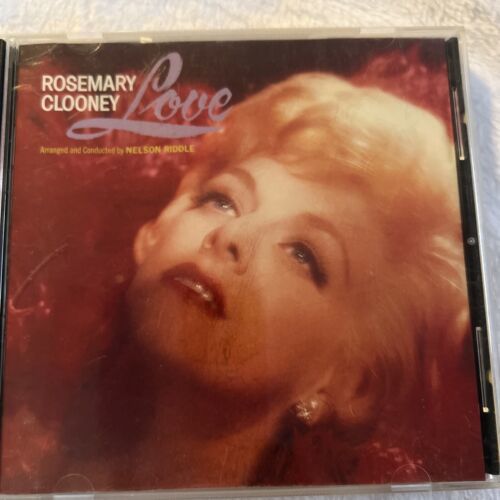 ROSEMARY
CLOONEY
Love
Arranged and Conducted by NELSON RIDDLE